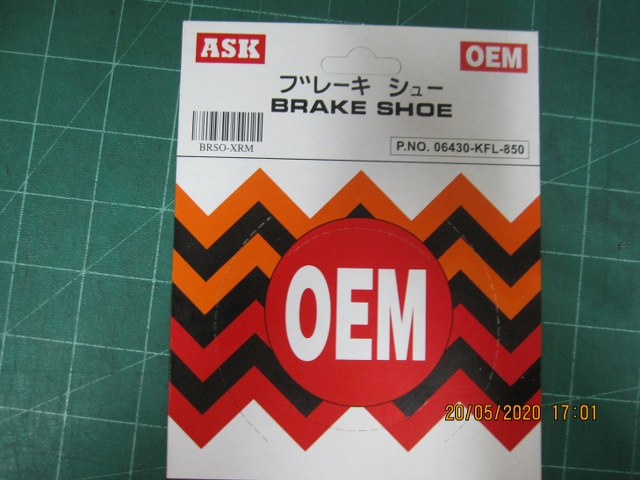 ASK
OEM
ブレーキ シュー
BRAKE SHOE
BRSO-XRM
P.NO. 06430-KFL-850
OEM
20/05/2020 17:01